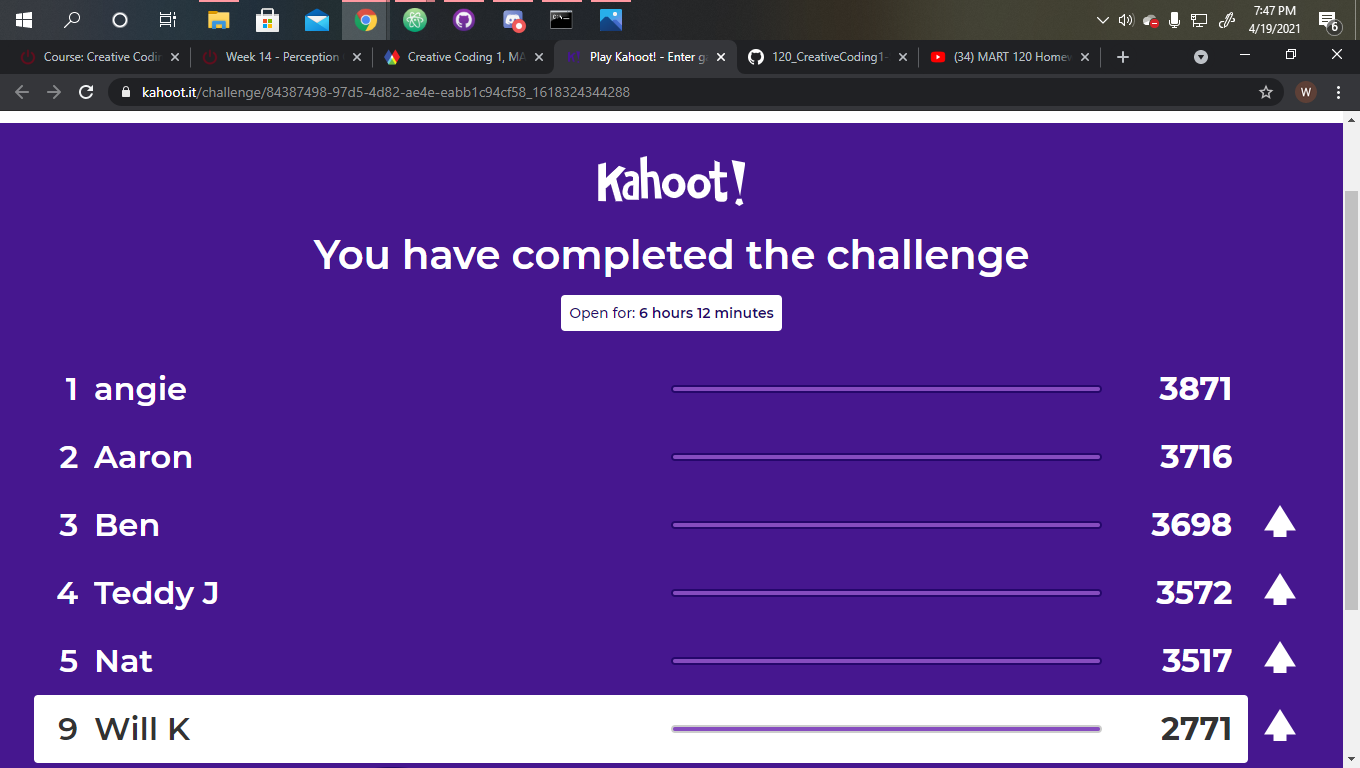 7:47 PM
4/19/2021
6
Course: Creative Codin
Week 14 - Perception
Creative Coding 1, MA
K! Play Kahoot! - Enter ga
120_CreativeCoding1-
(34) MART 120 Homew
kahoot.it/challenge/84387498-97d5-4d82-ae4e-eabb1c94cf58_1618324344288
W
Kahoot!
You have completed the challenge
Open for: 6 hours 12 minutes
1 angie 3871
2 Aaron 3716
3 Ben 3698
4 Teddy J 3572
5 Nat 3517
9 Will K 2771